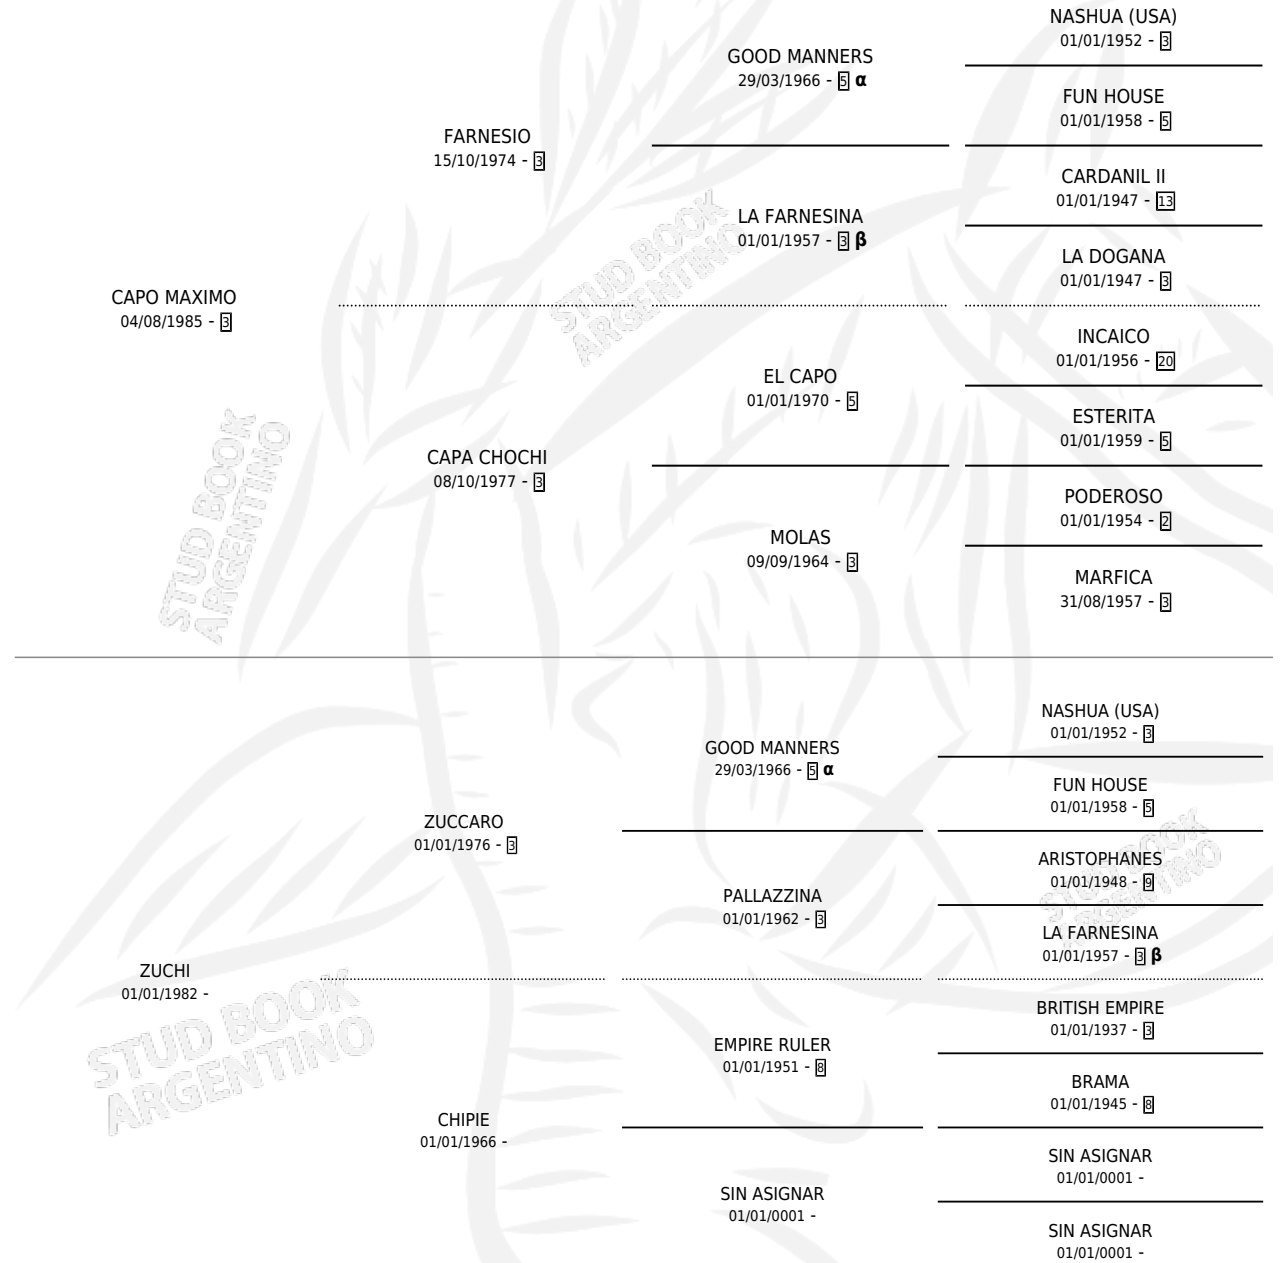 NASHUA (USA)
01/01/1952 - 3
GOOD MANNERS
29/03/1966 - 5 α
FUN HOUSE
01/01/1958 - 5
FARNESIO
15/10/1974 - 3
CARDANIL II
01/01/1947 - 13
LA FARNESINA
01/01/1957 - 3 β
LA DOGANA
01/01/1947 - 3
CAPO MAXIMO
04/08/1985 - 3
INCAICO
01/01/1956 - 20
EL CAPO
01/01/1970 - 5
ESTERITA
01/01/1959 - 5
CAPA CHOCHI
08/10/1977 - 3
PODEROSO
01/01/1954 - 2
MOLAS
09/09/1964 - 3
MARFICA
31/08/1957 - 3
NASHUA (USA)
01/01/1952 - 3
GOOD MANNERS
29/03/1966 - 5 α
FUN HOUSE
01/01/1958 - 5
ZUCCARO
01/01/1976 - 3
ARISTOPHANES
01/01/1948 - 9
PALLAZZINA
01/01/1962 - 3
LA FARNESINA
01/01/1957 - 3 β
ZUCHI
01/01/1982 -
BRITISH EMPIRE
01/01/1937 - 3
EMPIRE RULER
01/01/1951 - 8
BRAMA
01/01/1945 - 8
CHIPIE
01/01/1966 -
SIN ASIGNAR
01/01/0001 -
SIN ASIGNAR
01/01/0001 -
SIN ASIGNAR
01/01/0001 -
STUD BOOK
ARGENTINO
STUD BOOK
ARGENTINO
STUD BOOK
ARGENTINO
STUD BOOK
ARGENTINO